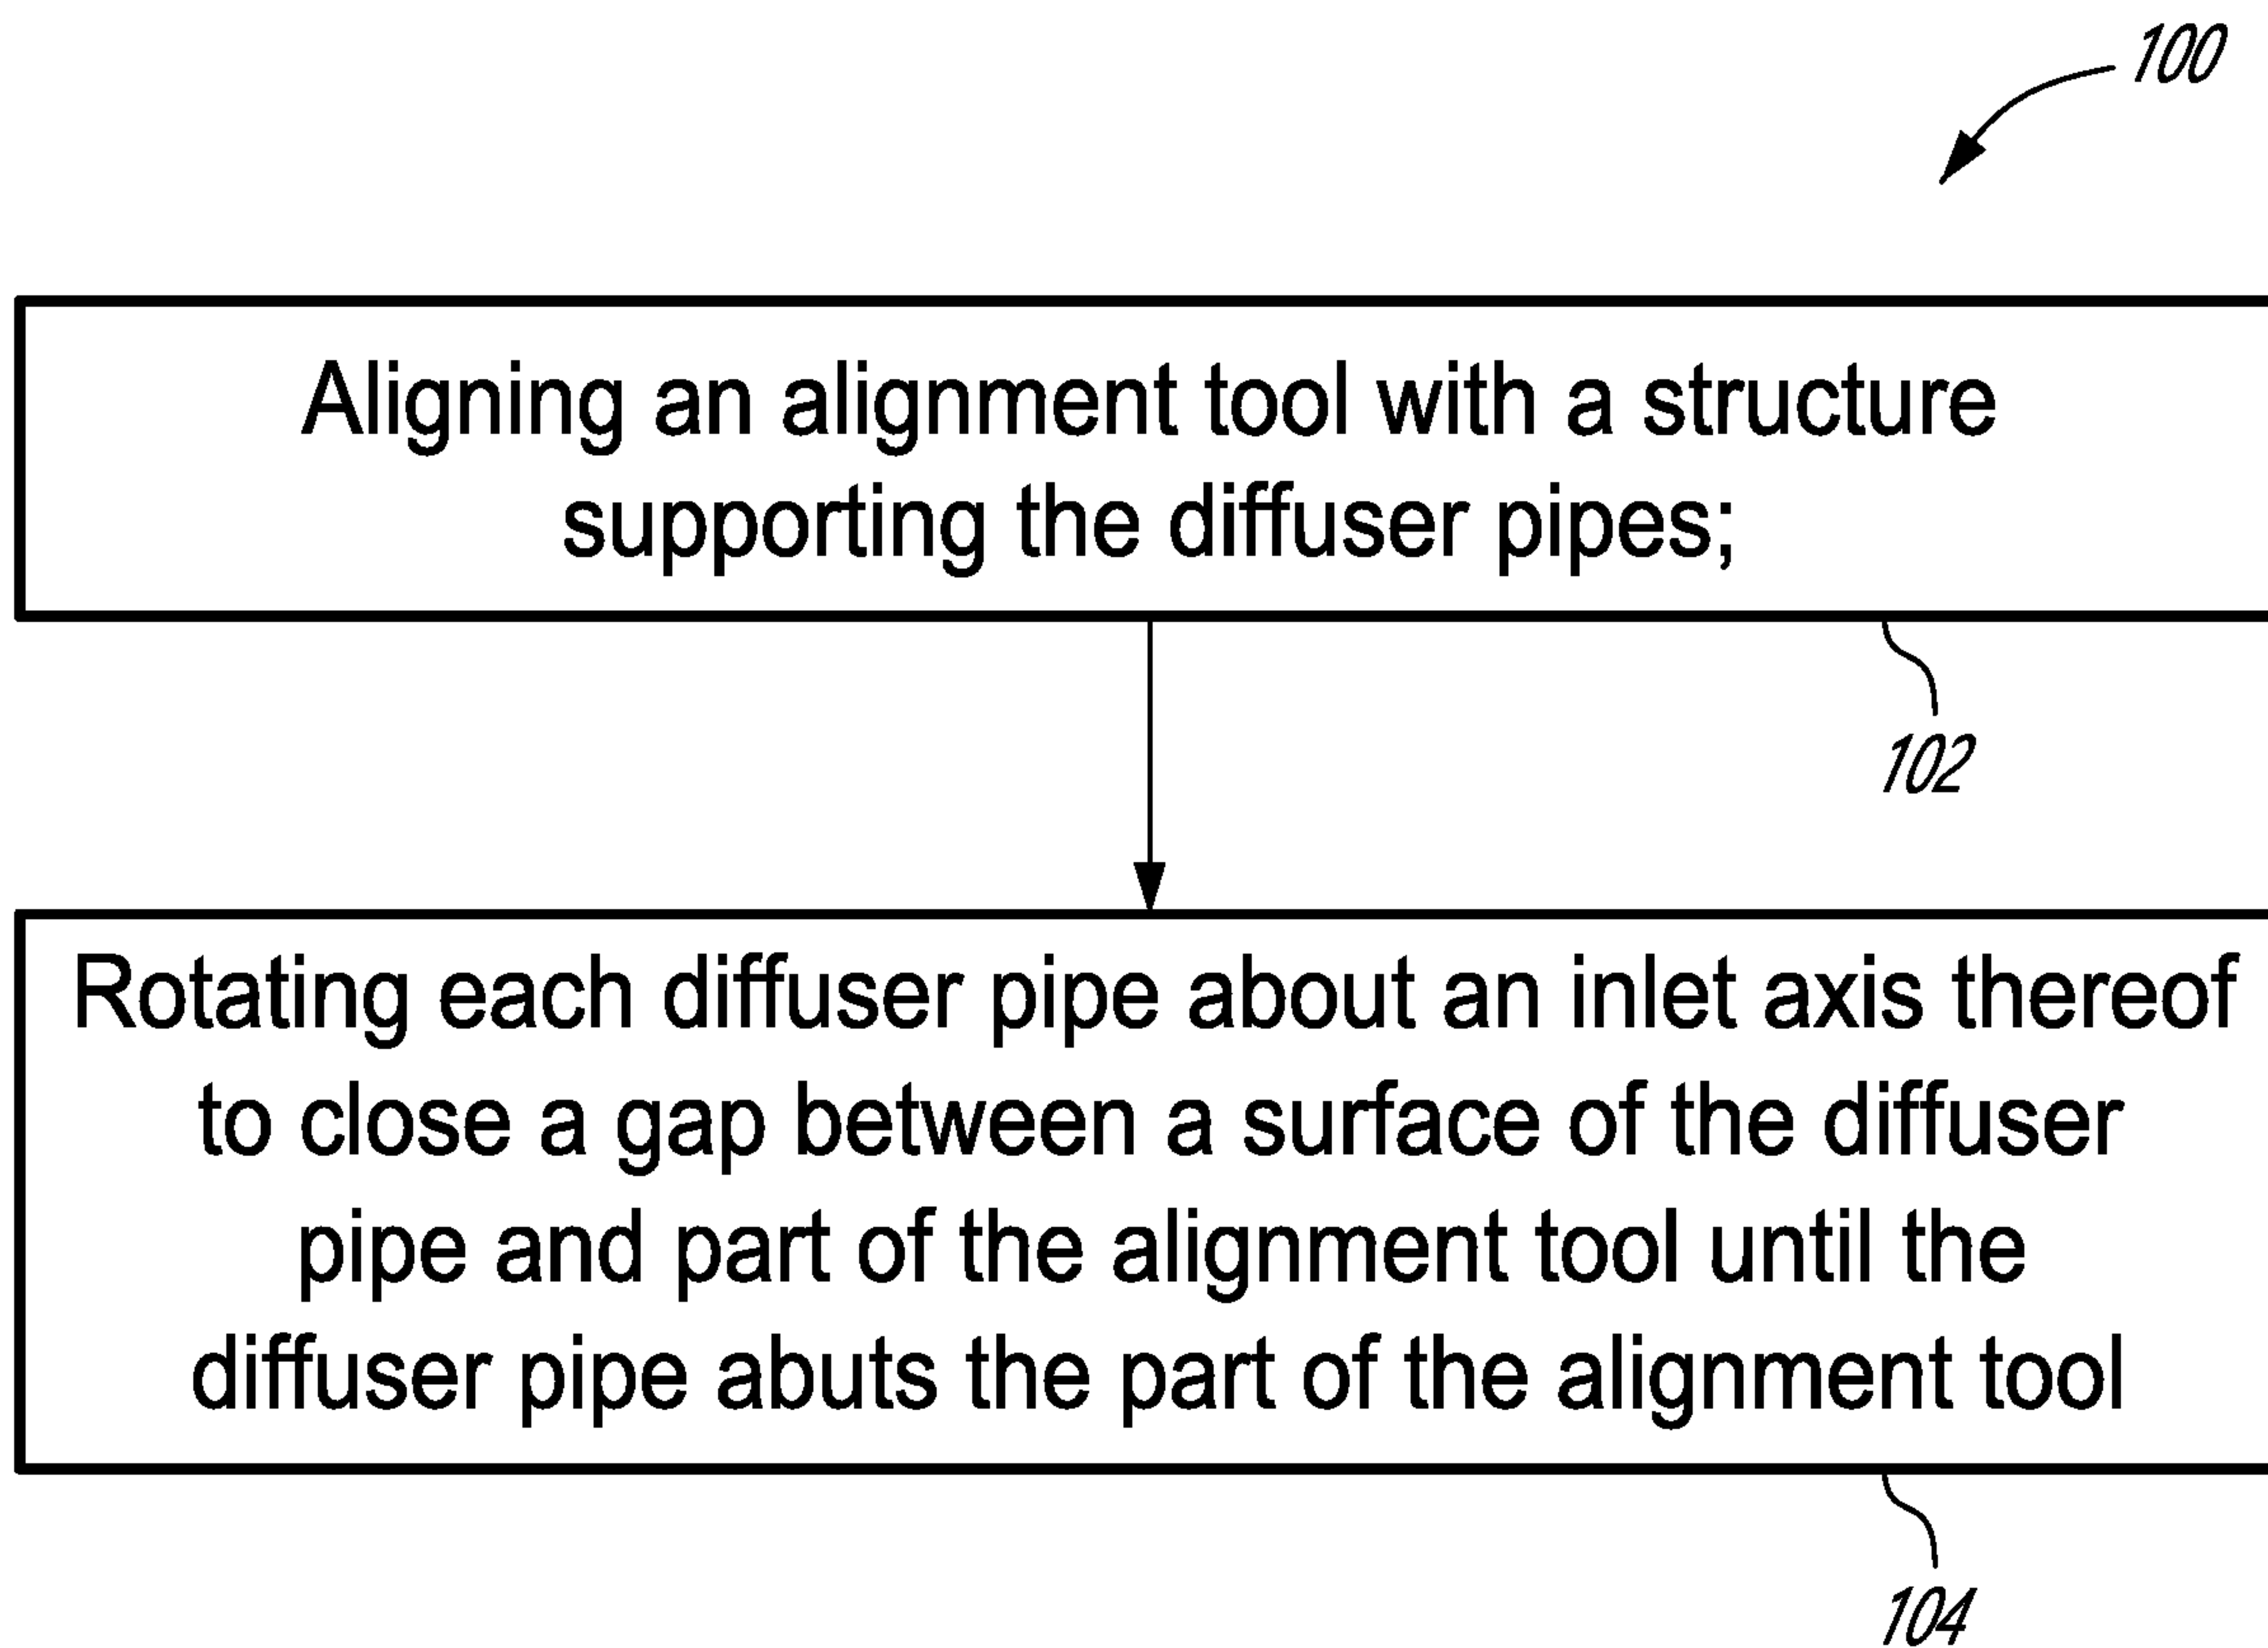 100
Aligning an alignment tool with a structure
supporting the diffuser pipes;
102
Rotating each diffuser pipe about an inlet axis thereof
to close a gap between a surface of the diffuser
pipe and part of the alignment tool until the
diffuser pipe abuts the part of the alignment tool
104